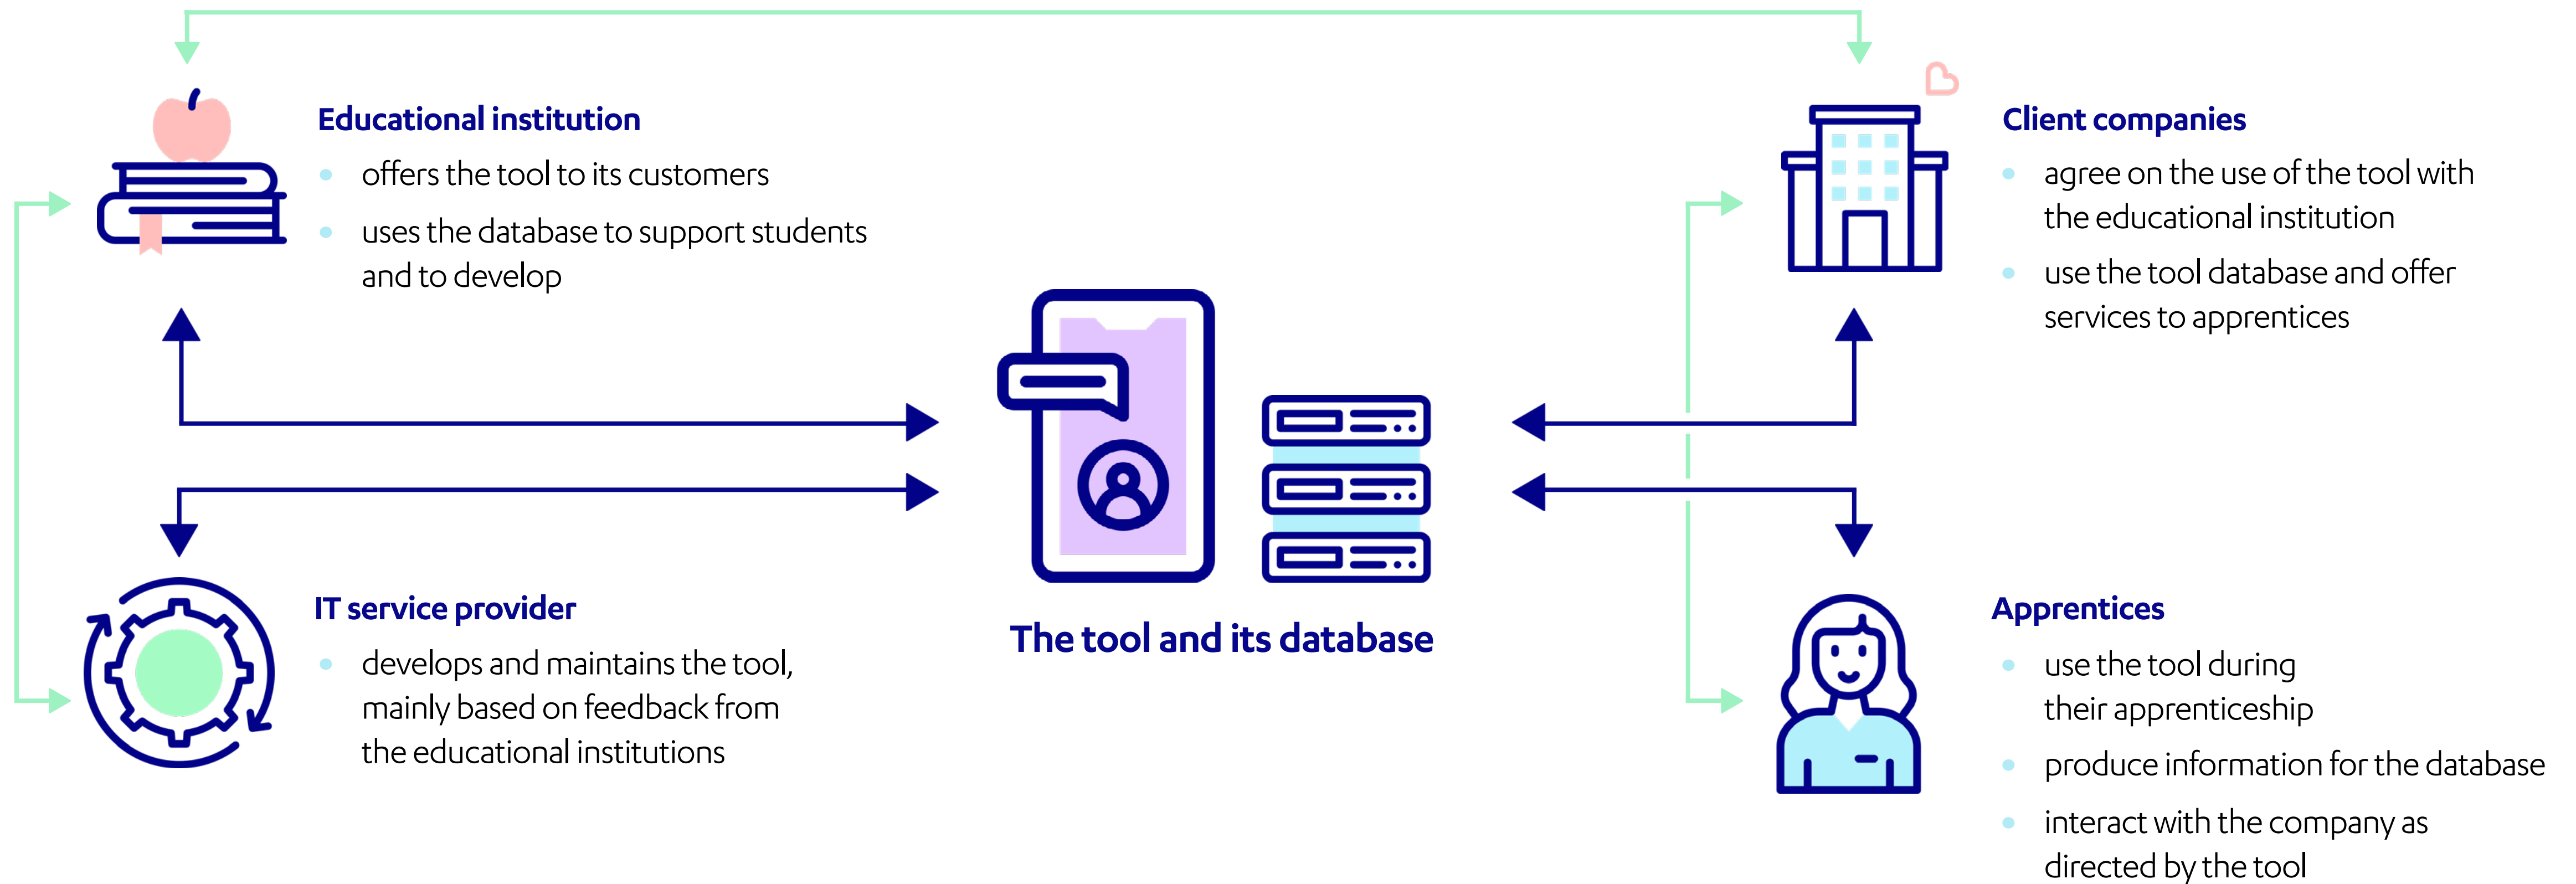 Educational institution
offers the tool to its customers
uses the database to support students
and to develop
Client companies
agree on the use of the tool with
the educational institution
use the tool database and offer
services to apprentices
The tool and its database
IT service provider
develops and maintains the tool,
mainly based on feedback from
the educational institutions
Apprentices
use the tool during
their apprenticeship
produce information for the database
interact with the company as
directed by the tool